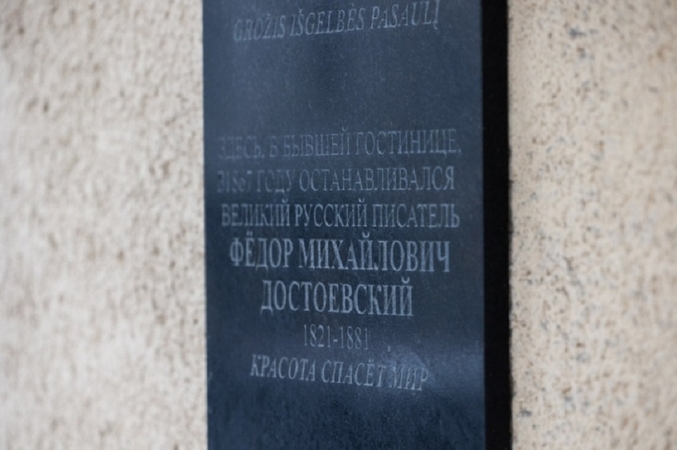 GROŽIS IŠGELBĖS PASAULĮ
ЗДЕСЬ, В БЫВШЕЙ ГОСТИНИЦЕ,
В 1867 ГОДУ ОСТАНАВЛИВАЛСЯ
ВЕЛИКИЙ РУССКИЙ ПИСАТЕЛЬ
ФЁДОР МИХАЙЛОВИЧ
ДОСТОЕВСКИЙ
1821-1881
КРАСОТА СПАСЁТ МИР